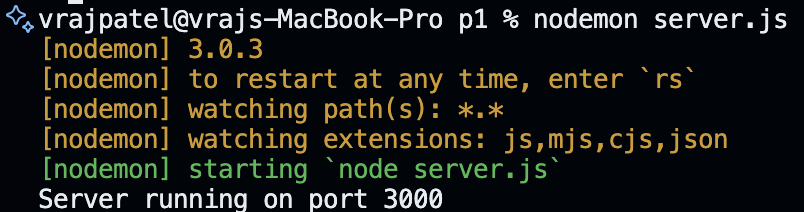 vrajpatel@vrajs-MacBook-Pro p1 % nodemon server.js
[nodemon] 3.0.3
[nodemon] to restart at any time, enter `rs`
[nodemon] watching path(s): *.*
[nodemon] watching extensions: js,mjs,cjs,json
[nodemon] starting `node server.js`
Server running on port 3000